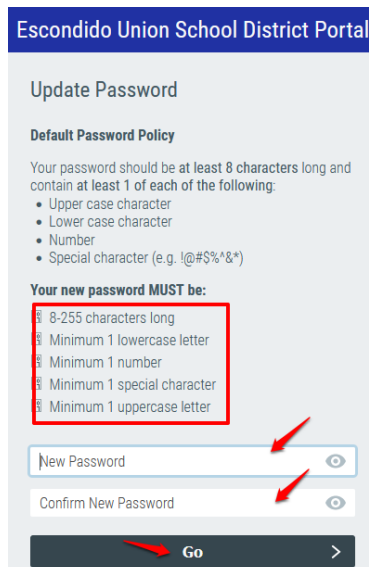 Escondido Union School District Portal
Update Password
Default Password Policy
Your password should be at least 8 characters long and
contain at least 1 of each of the following:
• Upper case character
• Lower case character
• Number
• Special character (e.g. !@#$%^&*)
Your new password MUST be:
8-255 characters long
Minimum 1 lowercase letter
Minimum 1 number
Minimum 1 special character
Minimum 1 uppercase letter
New Password
Confirm New Password
Go